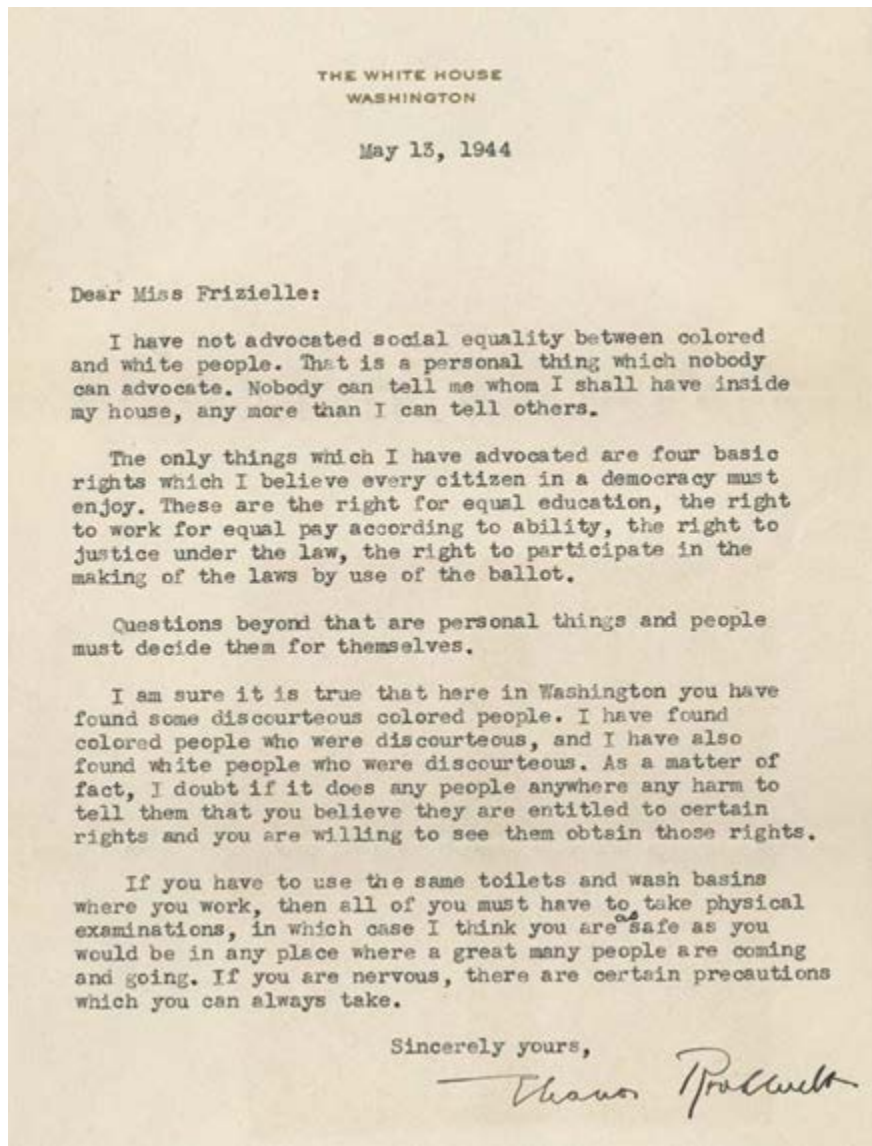 THE WHITE HOUSE
WASHINGTON
May 13, 1944
Dear Miss Frizielle:
I have not advocated social equality between colored
and white people. That is a personal thing which nobody
can advocate. Nobody can tell me whom I shall have inside
my house, any more than I can tell others.
The only things which I have advocated are four basic
rights which I believe every citizen in a democracy must
enjoy. These are the right for equal education, the right
to work for equal pay according to ability, the right to
justice under the law, the right to participate in the
making of the laws by use of the ballot.
Questions beyond that are personal things and people
must decide them for themselves.
I am sure it is true that here in Washington you have
found some discourteous colored people. I have found
colored people who were discourteous, and I have also
found white people who were discourteous. As a matter of
fact, I doubt if it does any people anywhere any harm to
tell them that you believe they are entitled to certain
rights and you are willing to see them obtain those rights.
If you have to use the same toilets and wash basins
where you work, then all of you must have to take physical
examinations, in which case I think you are as safe as you
would be in any place where a great many people are coming
and going. If you are nervous, there are certain precautions
which you can always take.
Sincerely yours,
Eleanor Roosevelt